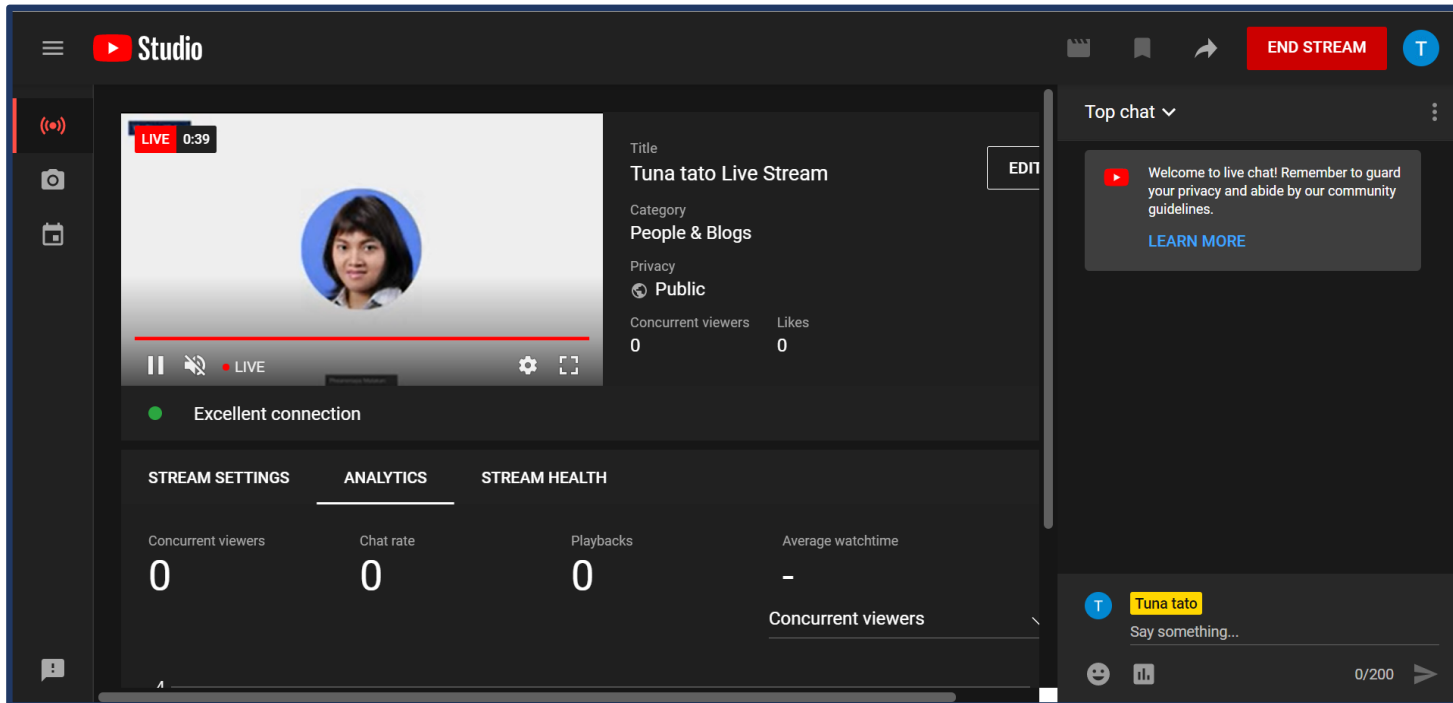 Studio
END STREAM
T
LIVE 0:39
LIVE
Title
Tuna tato Live Stream
EDIT
Category
People & Blogs
Privacy
Public
Concurrent viewers Likes
0 0
Excellent connection
STREAM SETTINGS ANALYTICS STREAM HEALTH
Concurrent viewers Chat rate Playbacks Average watchtime
0 0 0 -
Concurrent viewers
4
Top chat
Welcome to live chat! Remember to guard
your privacy and abide by our community
guidelines.
LEARN MORE
T Tuna tato
Say something...
0/200